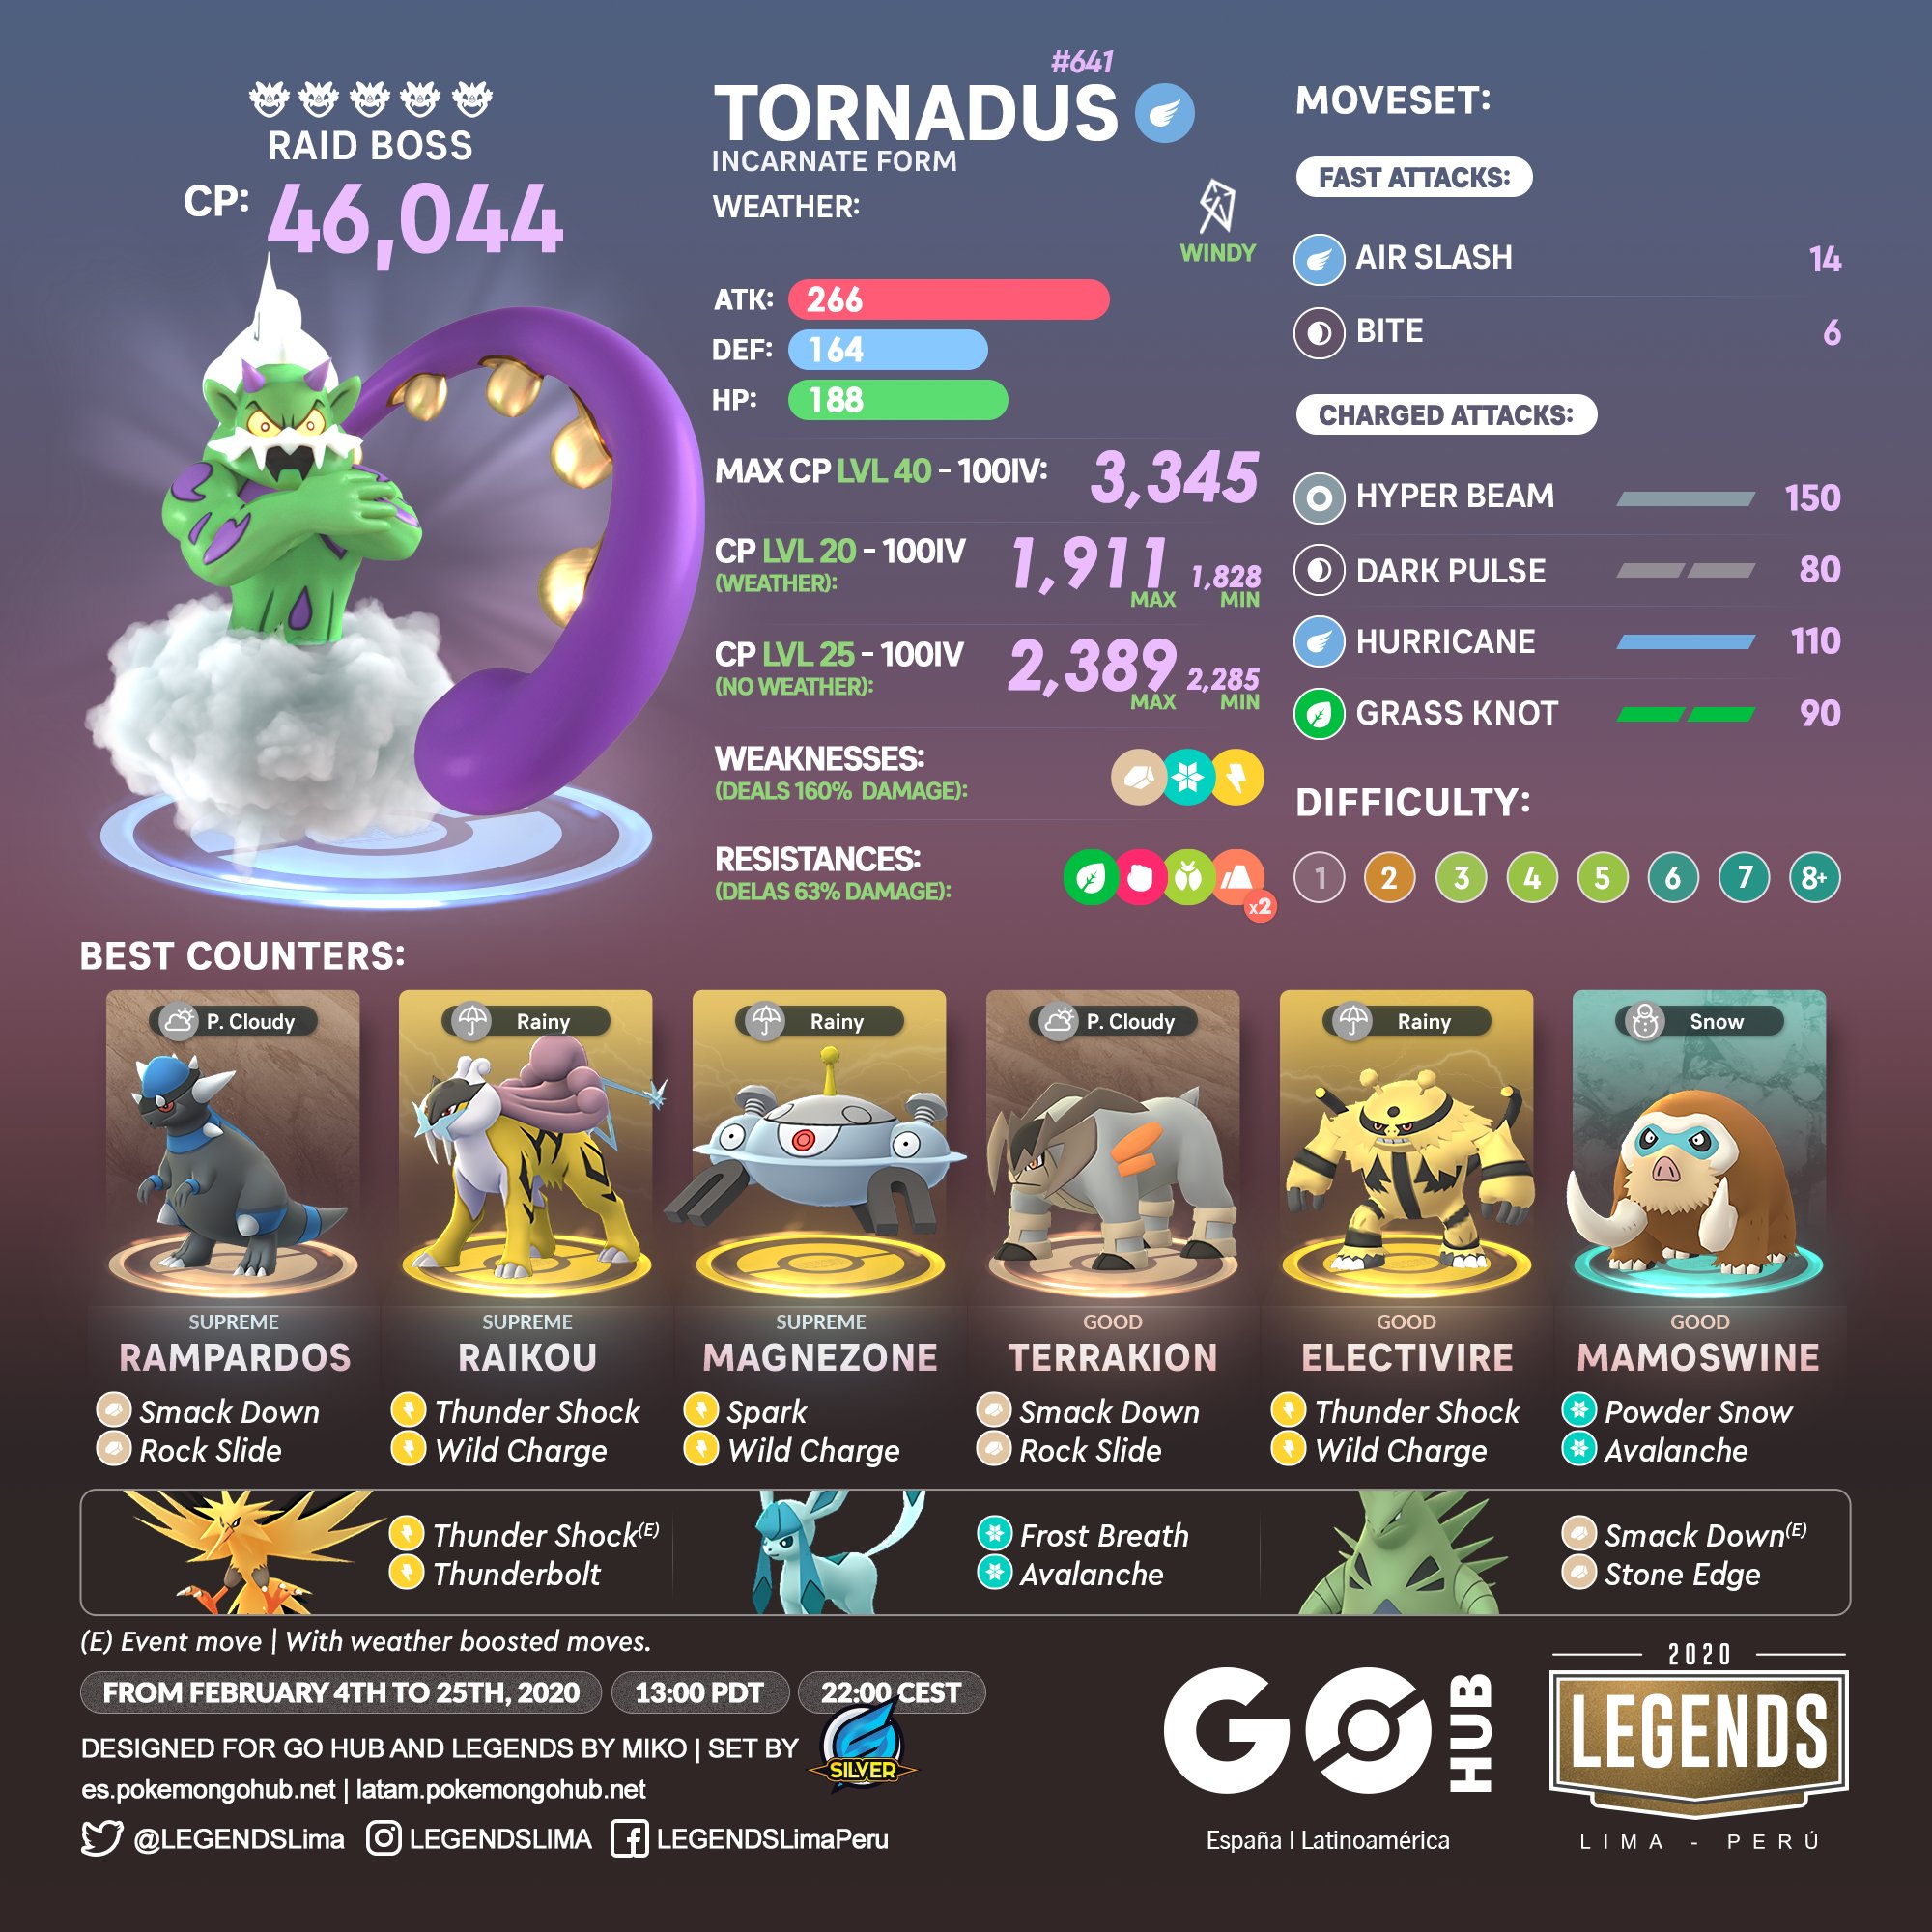 RAID BOSS
CP: 46,044
#641
TORNADUS
INCARNATE FORM
WEATHER:
WINDY
ATK: 266
DEF: 164
HP: 188
MAX CP LVL 40 - 100IV: 3,345
CP LVL 20 - 100IV 1,911 1,828
(WEATHER): MAX MIN
CP LVL 25 - 100IV 2,389 2,285
(NO WEATHER): MAX MIN
WEAKNESSES:
(DEALS 160% DAMAGE):
RESISTANCES:
(DELAS 63% DAMAGE):
x2
MOVESET:
FAST ATTACKS:
AIR SLASH 14
BITE 6
CHARGED ATTACKS:
HYPER BEAM 150
DARK PULSE 80
HURRICANE 110
GRASS KNOT 90
DIFFICULTY:
1 2 3 4 5 6 7 8+
BEST COUNTERS:
P. Cloudy Rainy Rainy P. Cloudy Rainy Snow
SUPREME SUPREME SUPREME GOOD GOOD GOOD
RAMPARDOS RAIKOU MAGNEZONE TERRAKION ELECTIVIRE MAMOSWINE
Smack Down Thunder Shock Spark Smack Down Thunder Shock Powder Snow
Rock Slide Wild Charge Wild Charge Rock Slide Wild Charge Avalanche
Thunder Shock(E) Frost Breath Smack Down(E)
Thunderbolt Avalanche Stone Edge
(E) Event move | With weather boosted moves.
FROM FEBRUARY 4TH TO 25TH, 2020 13:00 PDT 22:00 CEST
DESIGNED FOR GO HUB AND LEGENDS BY MIKO | SET BY
SILVER
es.pokemongohub.net | latam.pokemongohub.net
@LEGENDSLima LEGENDSLIMA LEGENDSLimaPeru
GO HUB
España | Latinoamérica
2020
LEGENDS
LIMA - PERÚ